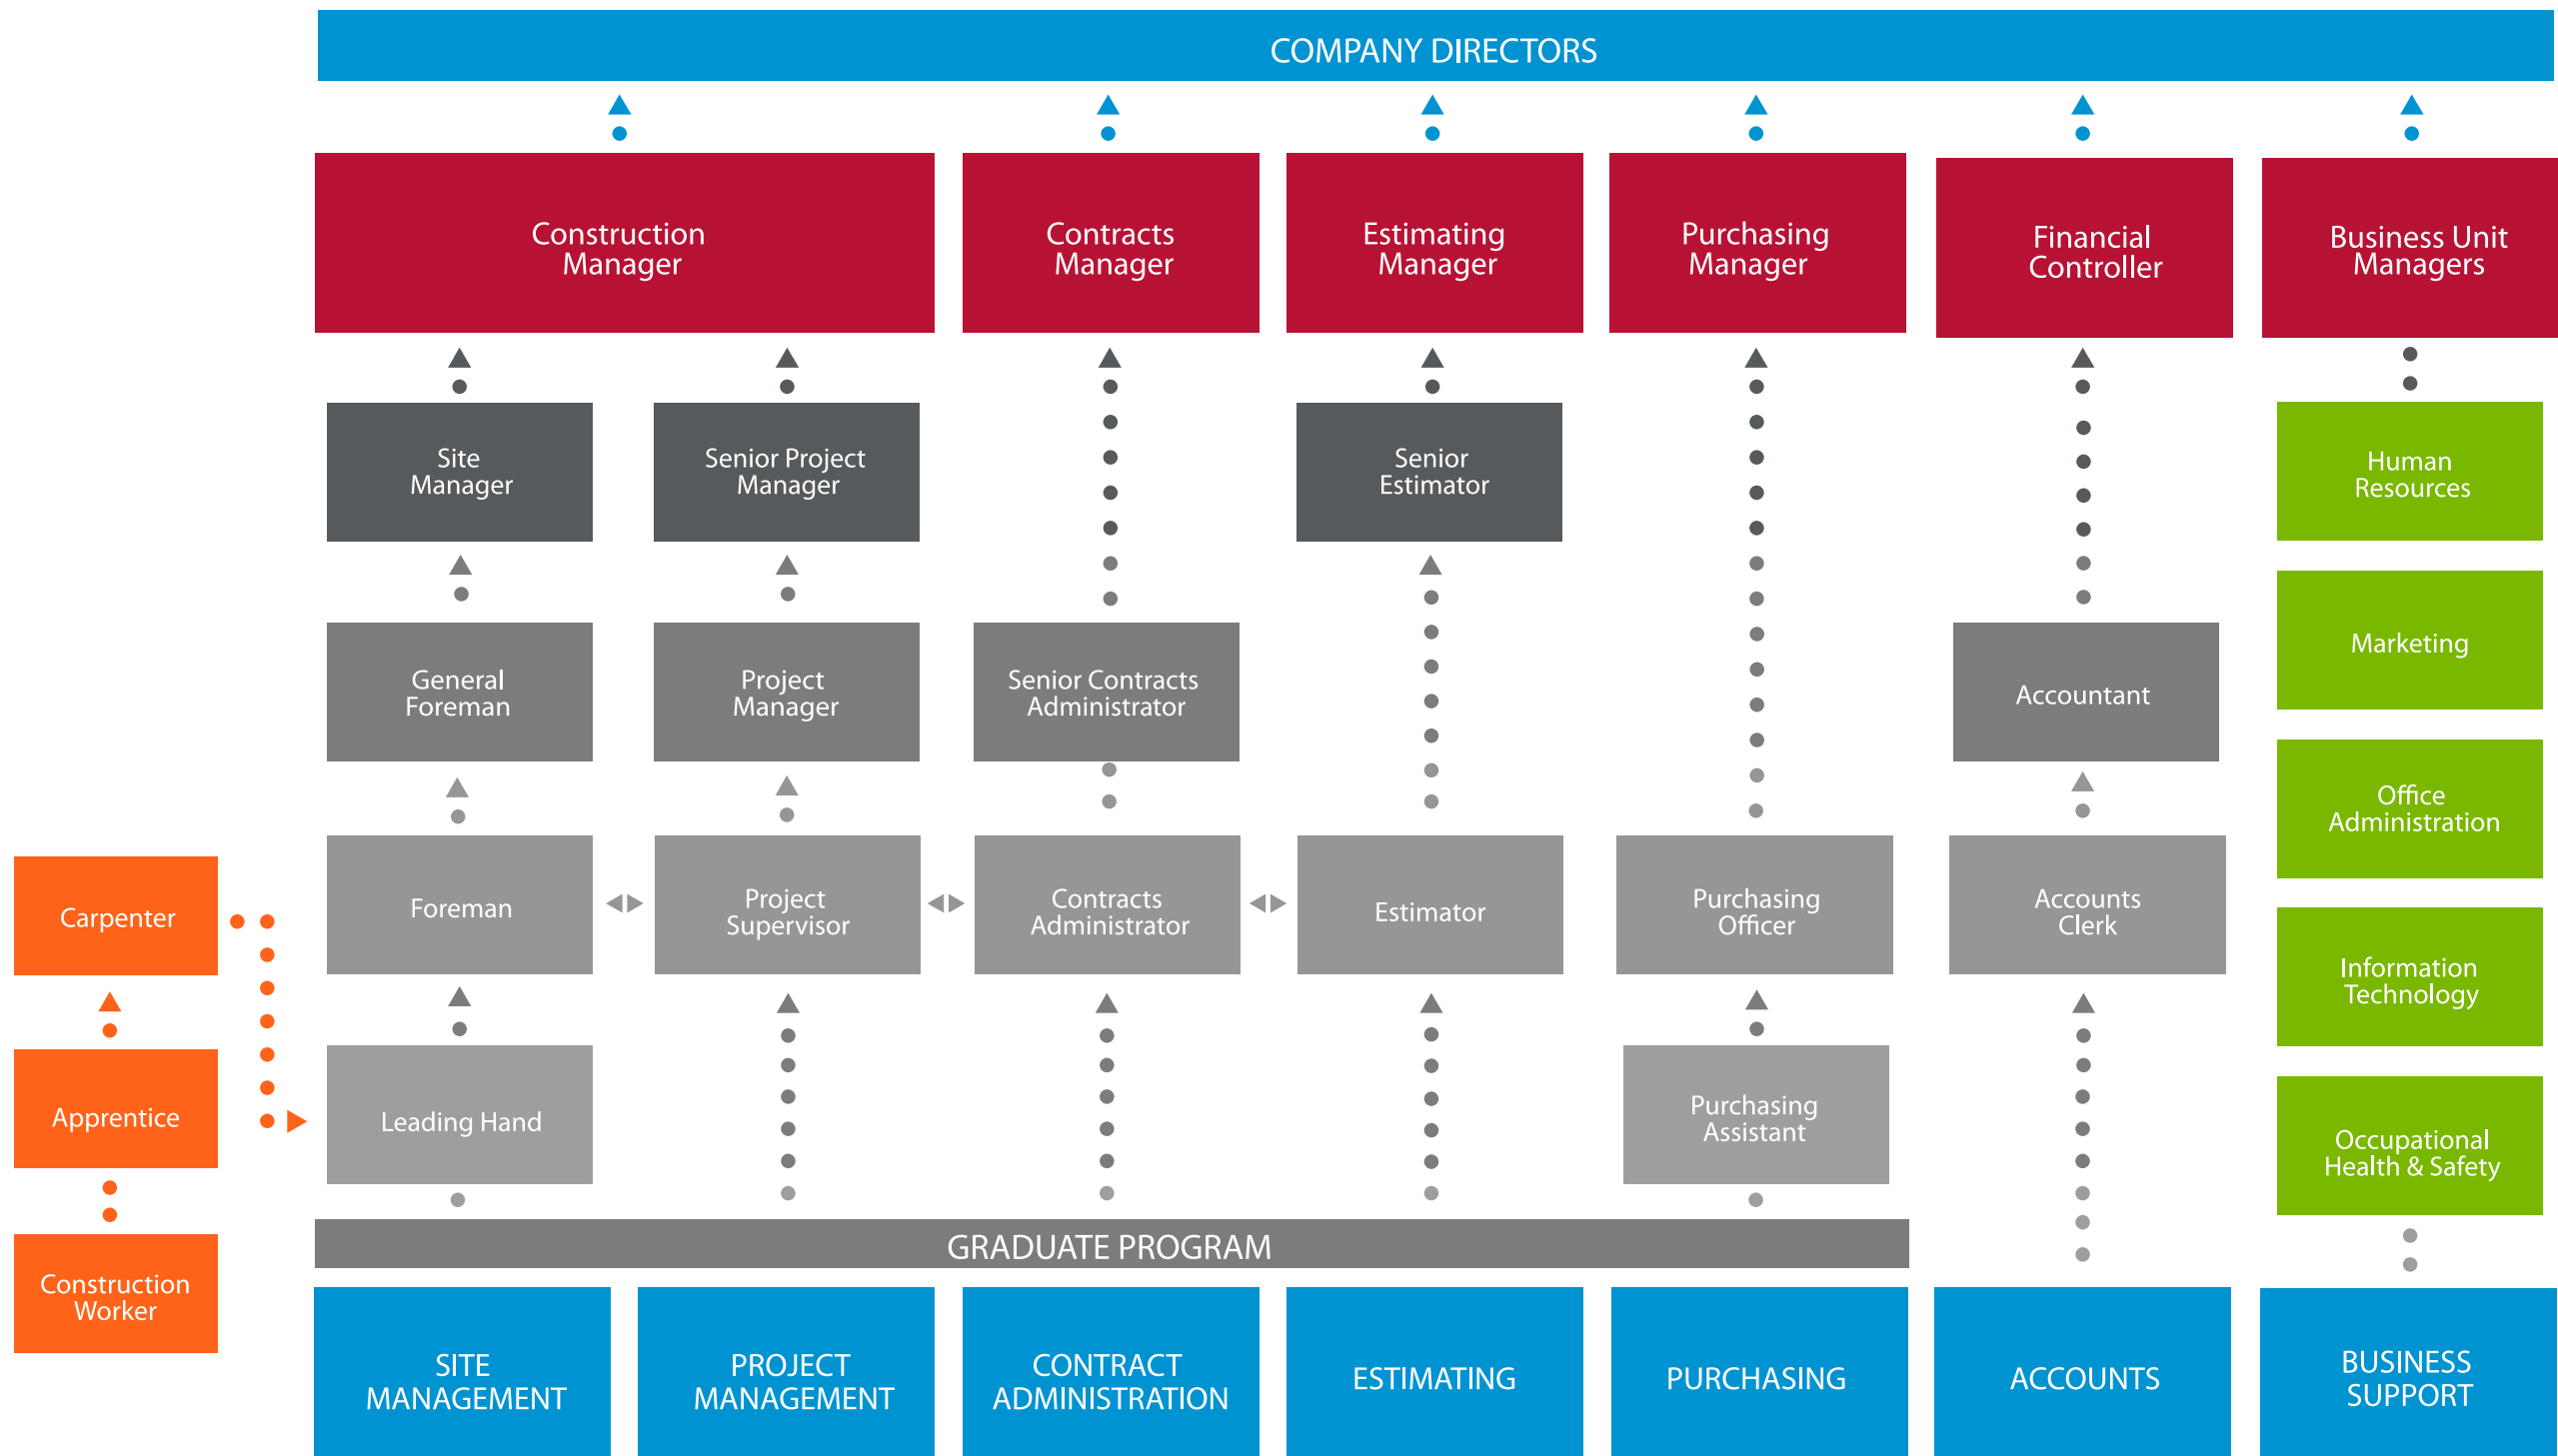 COMPANY DIRECTORS
Construction
Manager
Contracts
Manager
Estimating
Manager
Purchasing
Manager
Financial
Controller
Business Unit
Managers
Site
Manager
Senior Project
Manager
Senior
Estimator
Human
Resources
General
Foreman
Project
Manager
Senior Contracts
Administrator
Accountant
Marketing
Office
Administration
Carpenter
Foreman
Project
Supervisor
Contracts
Administrator
Estimator
Purchasing
Officer
Accounts
Clerk
Information
Technology
Apprentice
Leading Hand
Purchasing
Assistant
Occupational
Health & Safety
GRADUATE PROGRAM
Construction
Worker
SITE
MANAGEMENT
PROJECT
MANAGEMENT
CONTRACT
ADMINISTRATION
ESTIMATING
PURCHASING
ACCOUNTS
BUSINESS
SUPPORT